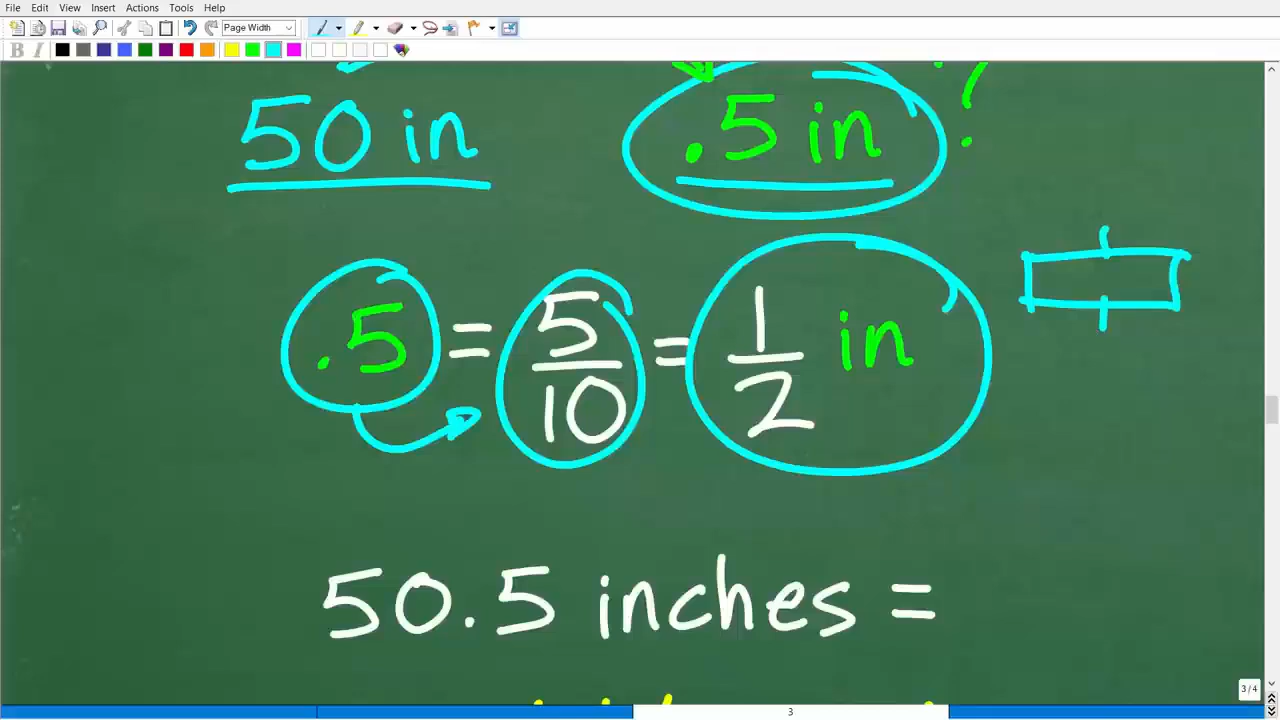 File Edit View Insert Actions Tools Help
Page Width
B I
50 in .5 in ?
.5 = 5/10 = 1/2 in
50.5 inches =
3/4
3